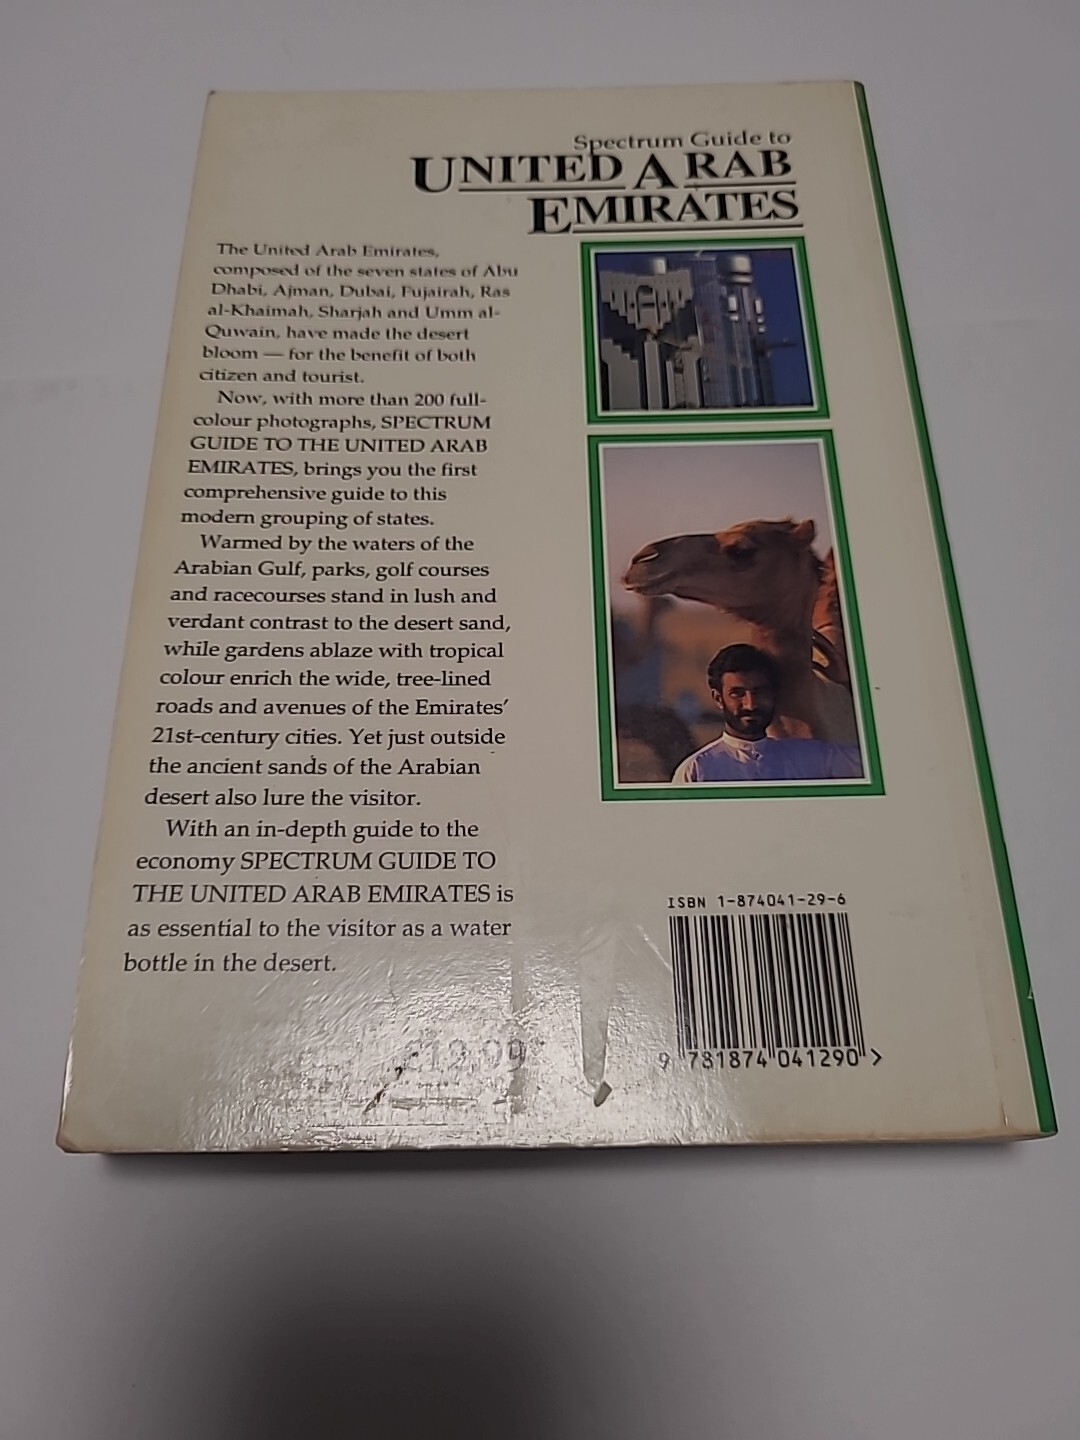 Spectrum Guide to
UNITED ARAB
EMIRATES
The United Arab Emirates,
composed of the seven states of Abu
Dhabi, Ajman, Dubai, Fujairah, Ras
al-Khaimah, Sharjah and Umm al-
Quwain, have made the desert
bloom — for the benefit of both
citizen and tourist.
Now, with more than 200 full-
colour photographs, SPECTRUM
GUIDE TO THE UNITED ARAB
EMIRATES, brings you the first
comprehensive guide to this
modern grouping of states.
Warmed by the waters of the
Arabian Gulf, parks, golf courses
and racecourses stand in lush and
verdant contrast to the desert sand,
while gardens ablaze with tropical
colour enrich the wide, tree-lined
roads and avenues of the Emirates'
21st-century cities. Yet just outside
the ancient sands of the Arabian
desert also lure the visitor.
With an in-depth guide to the
economy SPECTRUM GUIDE TO
THE UNITED ARAB EMIRATES is
as essential to the visitor as a water
bottle in the desert.
ISBN 1-874041-29-6
9 781874 041290 >
£12.99